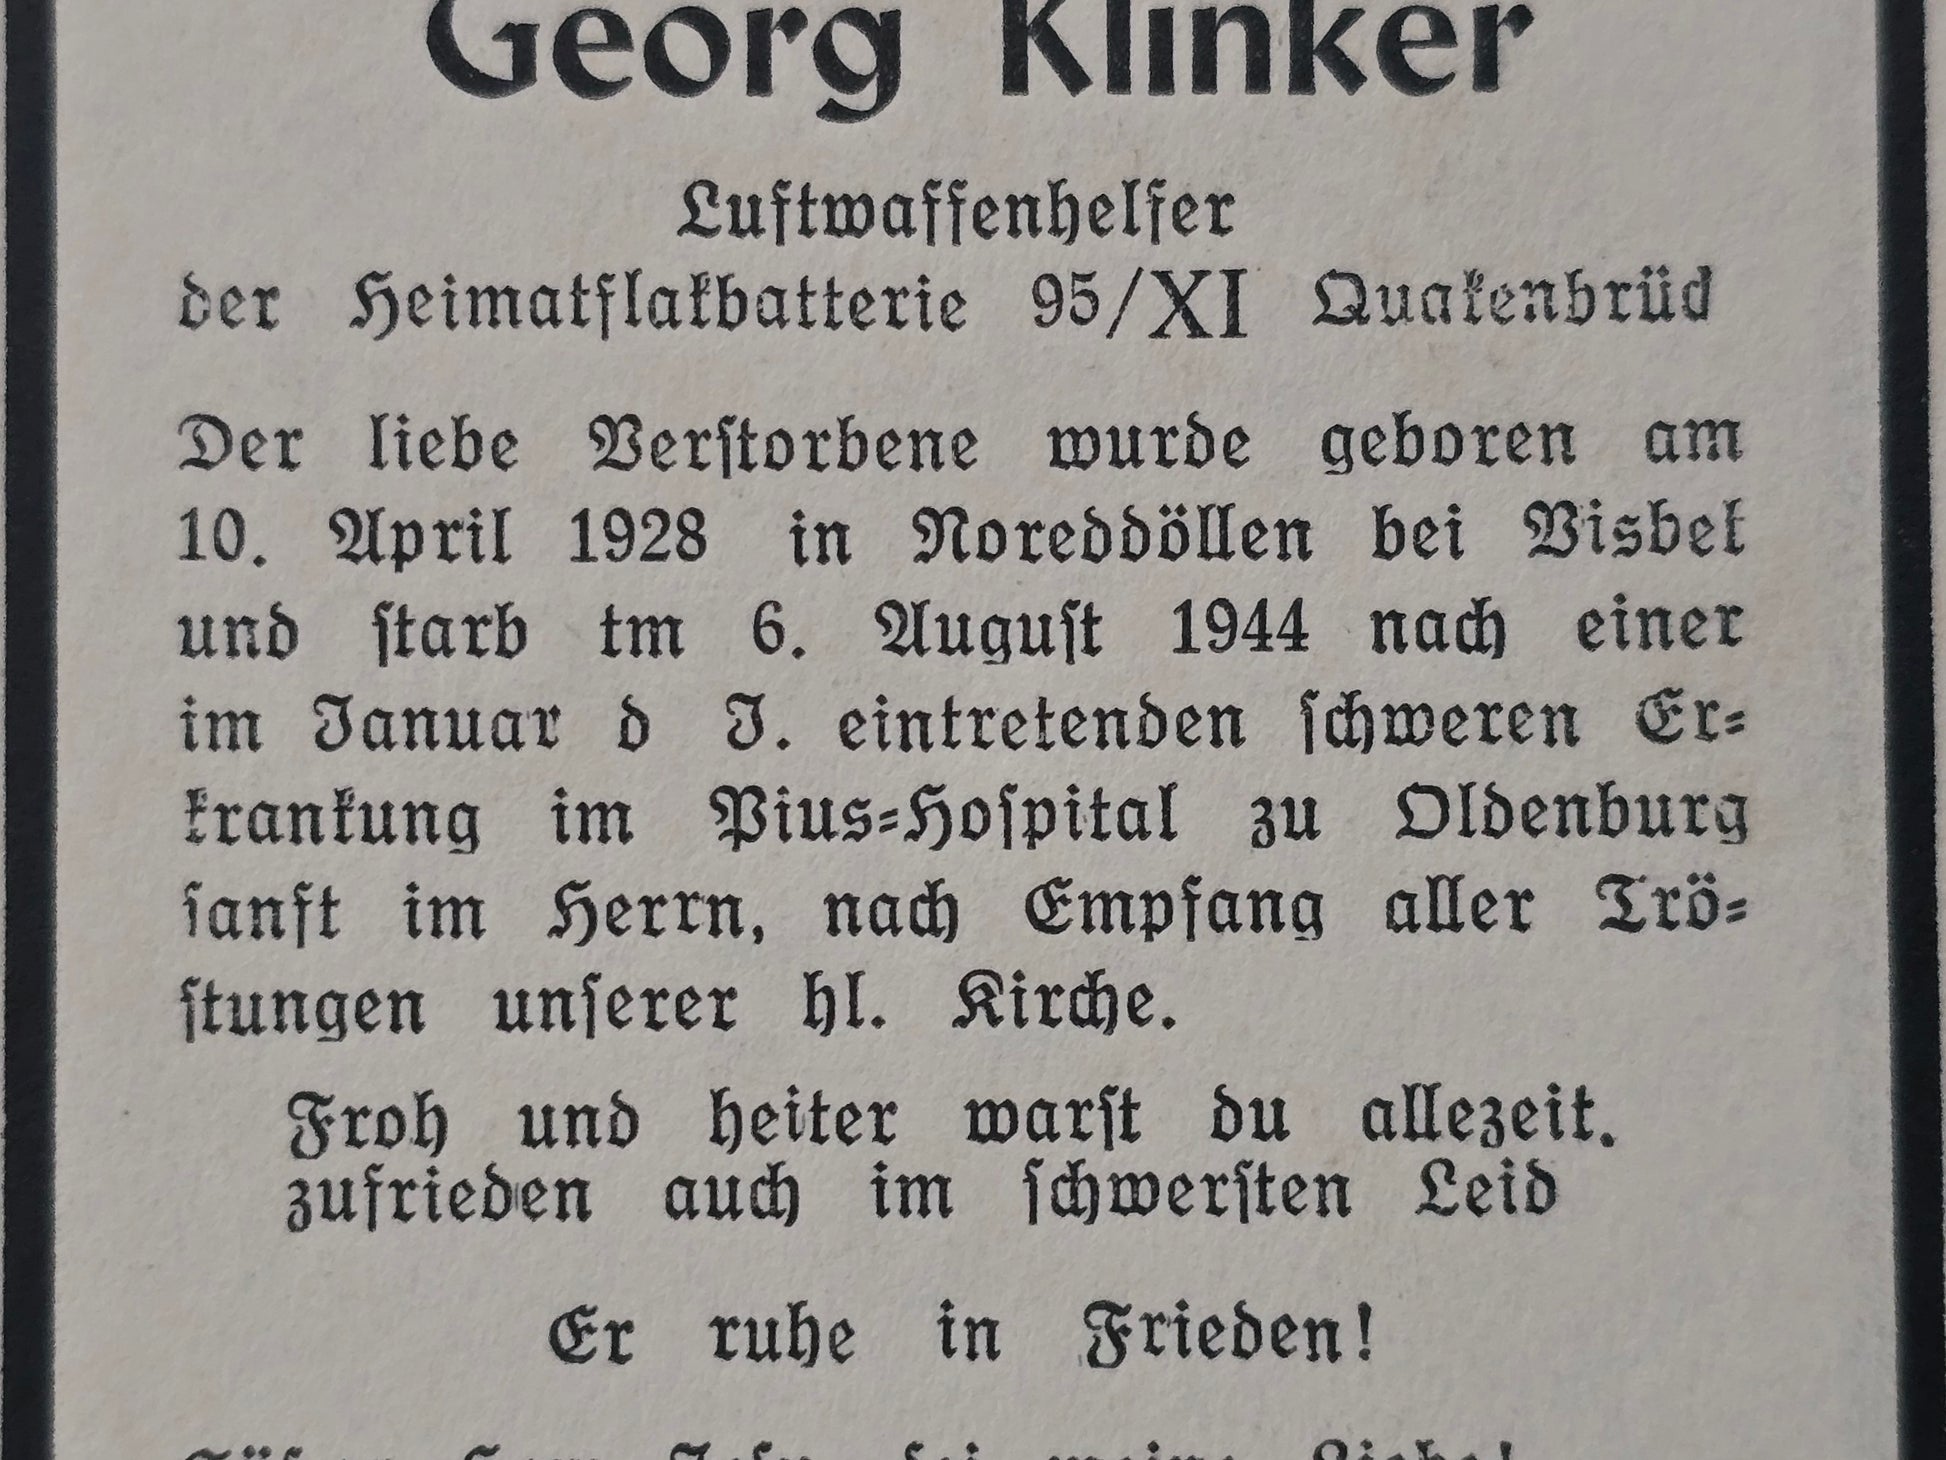 Georg Klinker
Luftwaffenhelfer
der Heimatflakbatterie 95/XI Quakenbrück
Der liebe Verſtorbene wurde geboren am
10. April 1928 in Noreddöllen bei Visbek
und ſtarb tm 6. Auguſt 1944 nach einer
im Januar d J. eintretenden ſchweren Er-
krankung im Pius-Hoſpital zu Oldenburg
ſanft im Herrn, nach Empfang aller Trö-
ſtungen unſerer hl. Kirche.
Froh und heiter warſt du allezeit.
zufrieden auch im ſchwerſten Leid
Er ruhe in Frieden!
meine Liebe!